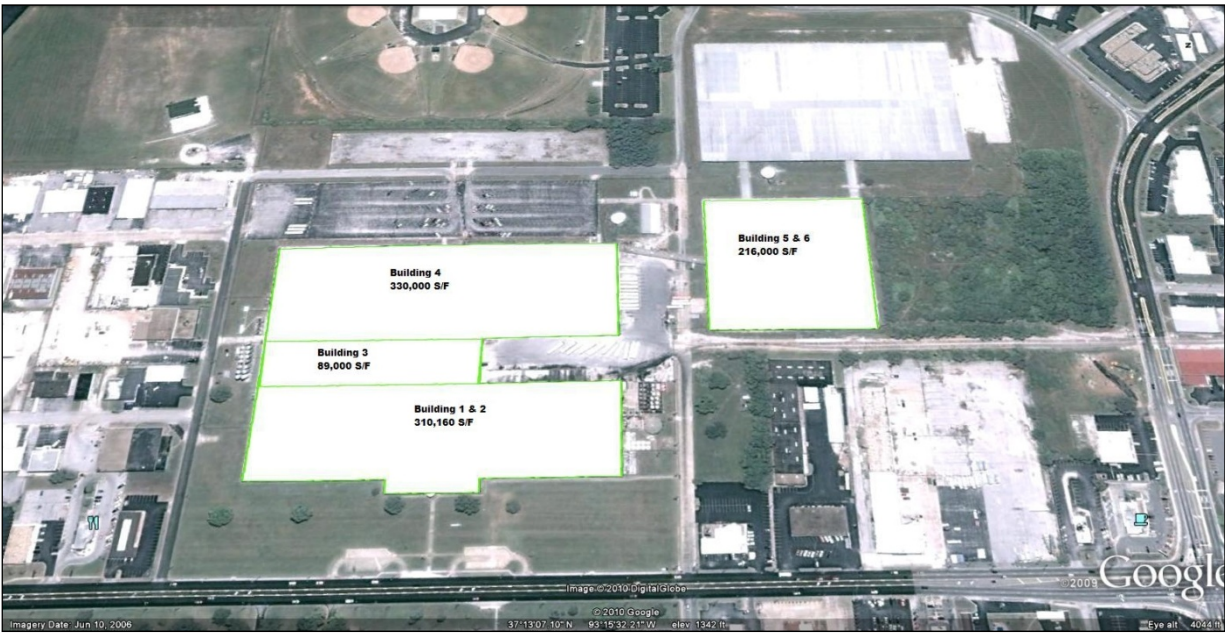 Building 5 & 6
216,000 S/F
Building 4
330,000 S/F
Building 3
89,000 S/F
Building 1 & 2
310,160 S/F
Image © 2010 DigitalGlobe
©2009 Google
© 2010 Google
Imagery Date: Jun 10, 2006
37°13'07.10" N 93°15'32.21" W elev 1342 ft
Eye alt 4044 ft